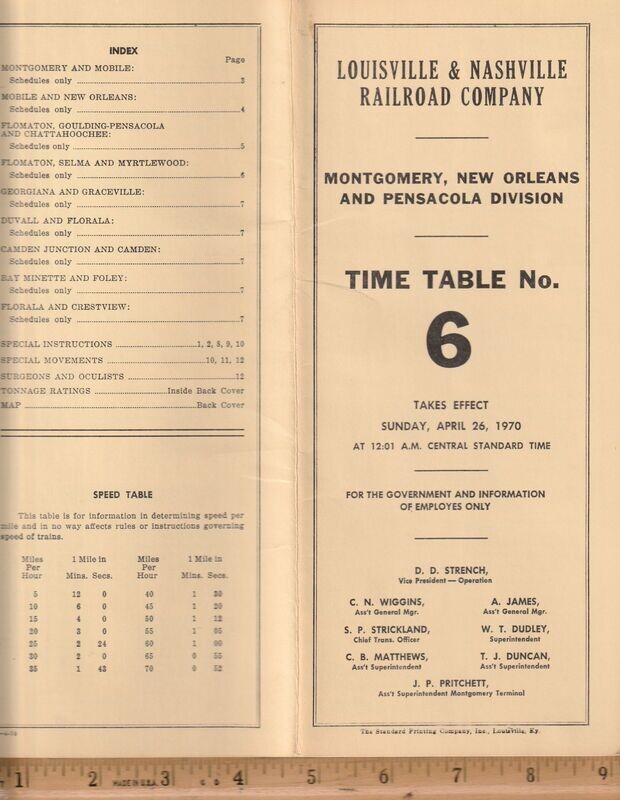 INDEX
Page
MONTGOMERY AND MOBILE:
Schedules only 3
MOBILE AND NEW ORLEANS:
Schedules only 4
FLOMATON, GOULDING-PENSACOLA
AND CHATTAHOOCHEE:
Schedules only 5
FLOMATON, SELMA AND MYRTLEWOOD:
Schedules only 6
GEORGIANA AND GRACEVILLE:
Schedules only 7
DUVALL AND FLORALA:
Schedules only 7
CAMDEN JUNCTION AND CAMDEN:
Schedules only 7
BAY MINETTE AND FOLEY:
Schedules only 7
FLORALA AND CRESTVIEW:
Schedules only 7
SPECIAL INSTRUCTIONS 1, 2, 8, 9, 10
SPECIAL MOVEMENTS 10, 11, 12
SURGEONS AND OCULISTS 12
TONNAGE RATINGS Inside Back Cover
MAP Back Cover
SPEED TABLE
This table is for information in determining speed per
mile and in no way affects rules or instructions governing
speed of trains.
Miles 1 Mile in Miles 1 Mile in
Per Per
Hour Mins. Secs. Hour Mins. Secs.
5 12 0 40 1 30
10 6 0 45 1 20
15 4 0 50 1 12
20 3 0 55 1 05
25 2 24 60 1 00
30 2 0 65 0 55
35 1 43 70 0 52
LOUISVILLE & NASHVILLE
RAILROAD COMPANY
MONTGOMERY, NEW ORLEANS
AND PENSACOLA DIVISION
TIME TABLE No.
6
TAKES EFFECT
SUNDAY, APRIL 26, 1970
AT 12:01 A.M. CENTRAL STANDARD TIME
FOR THE GOVERNMENT AND INFORMATION
OF EMPLOYES ONLY
D. D. STRENCH,
Vice President — Operation
C. N. WIGGINS, A. JAMES,
Ass't General Mgr. Ass't General Mgr.
S. P. STRICKLAND, W. T. DUDLEY,
Chief Trans. Officer Superintendent
C. B. MATTHEWS, T. J. DUNCAN,
Ass't Superintendent Ass't Superintendent
J. P. PRITCHETT,
Ass't Superintendent Montgomery Terminal
The Standard Printing Company, Inc., Louisville, Ky.
1 2 MADE IN U.S.A. 3 4 5 6 7 8 9